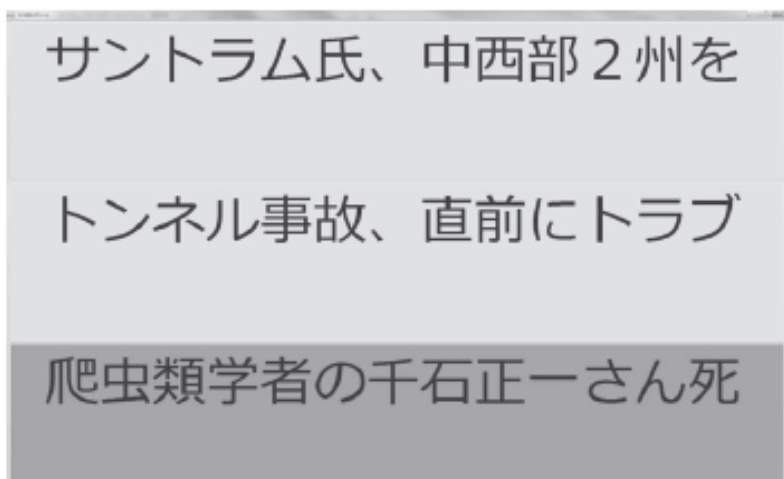 サントラム氏、中西部２州を
トンネル事故、直前にトラブ
爬虫類学者の千石正一さん死